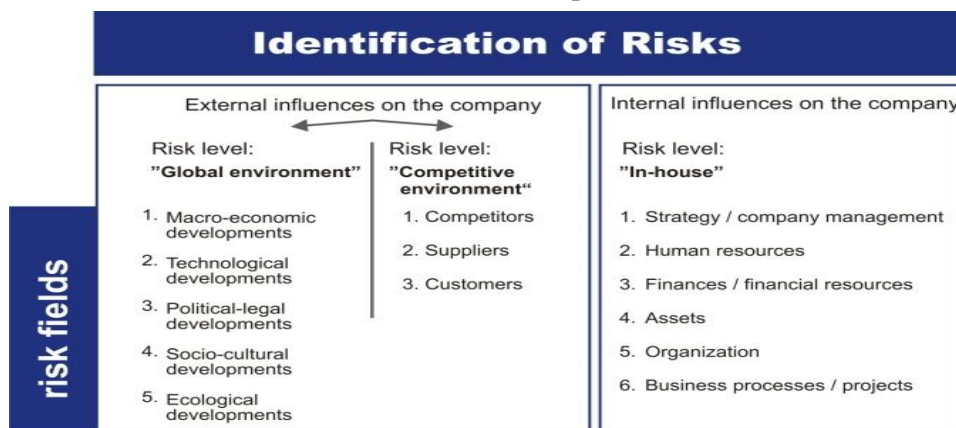 Identification of Risks
External influences on the company
Risk level:
”Global environment“
1. Macro-economic
developments
2. Technological
developments
3. Political-legal
developments
4. Socio-cultural
developments
5. Ecological
developments
Risk level:
”Competitive
environment“
1. Competitors
2. Suppliers
3. Customers
Internal influences on the company
Risk level:
”In-house”
1. Strategy / company management
2. Human resources
3. Finances / financial resources
4. Assets
5. Organization
6. Business processes / projects
risk fields